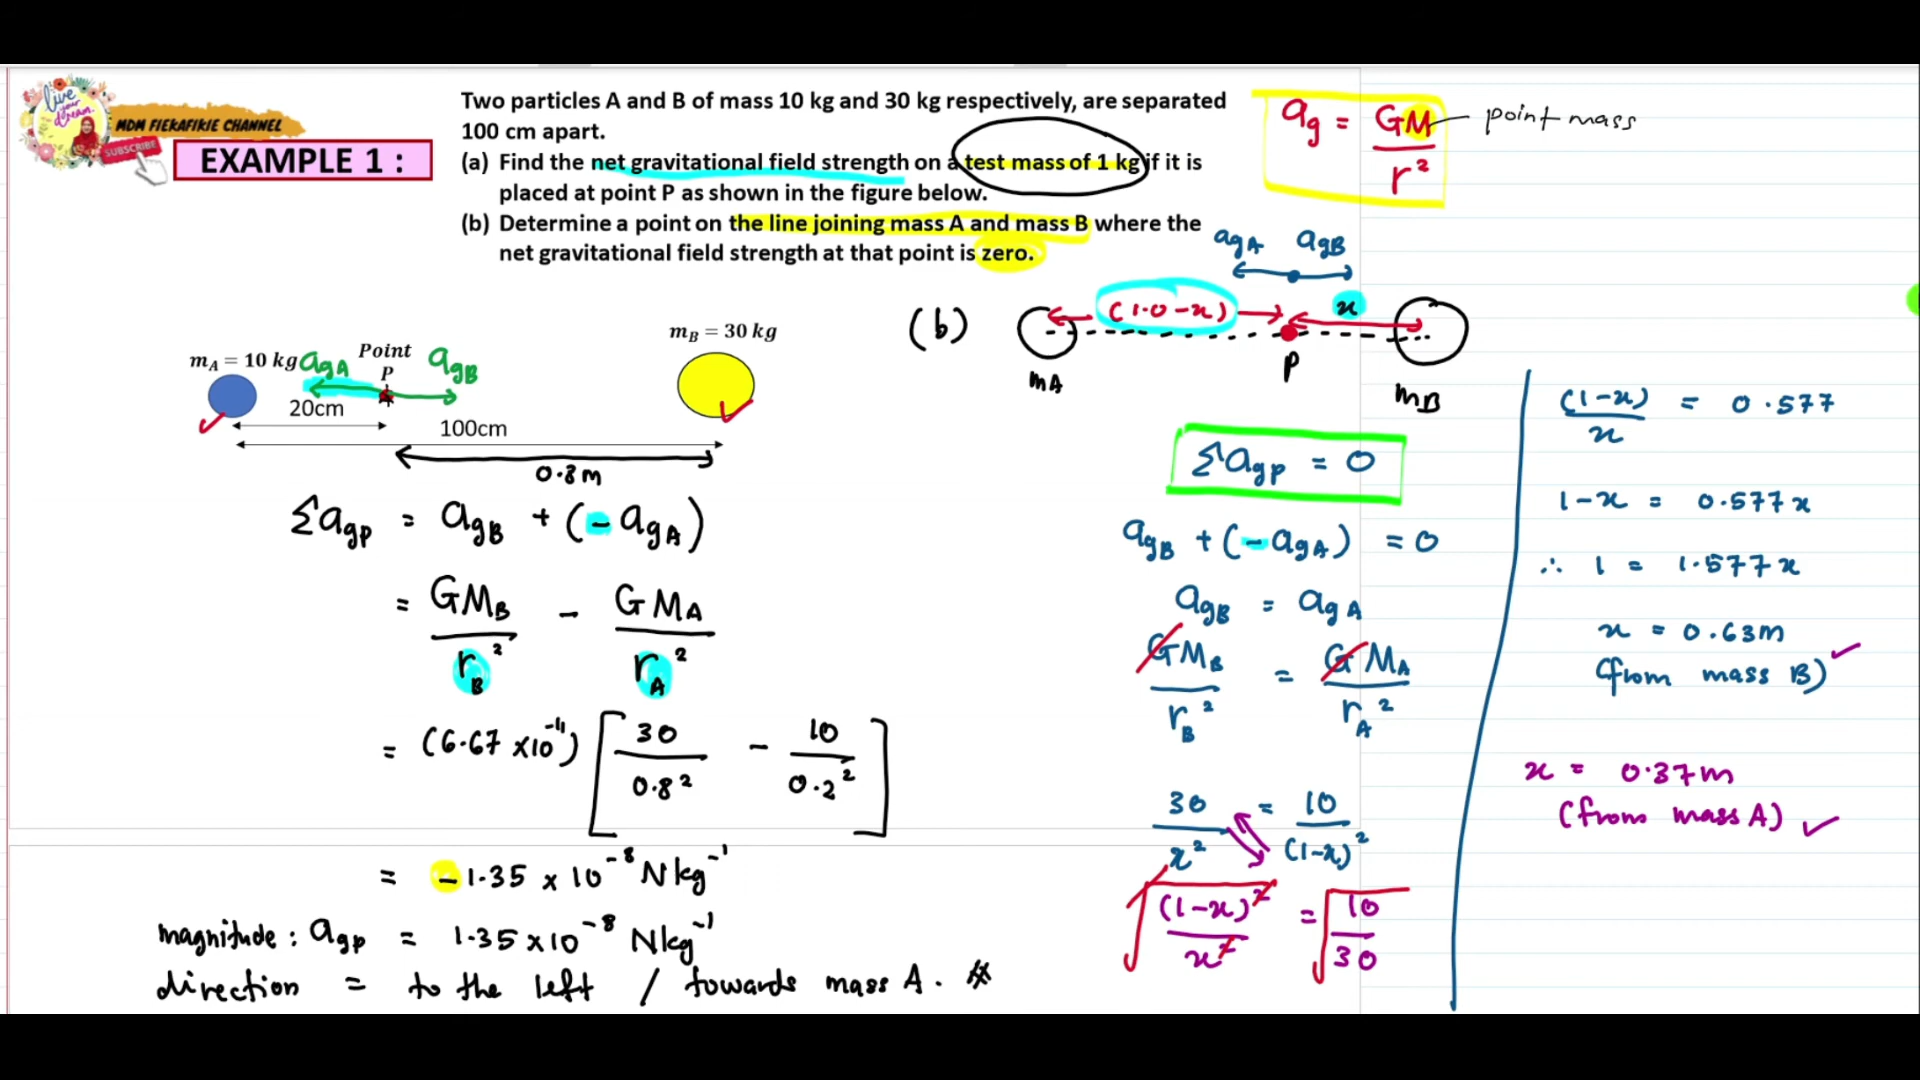 live your dream.
MDM FIEKAFIKIE CHANNEL
SUBSCRIBE
EXAMPLE 1 :
Two particles A and B of mass 10 kg and 30 kg respectively, are separated
100 cm apart.
(a) Find the net gravitational field strength on a test mass of 1 kg if it is
placed at point P as shown in the figure below.
(b) Determine a point on the line joining mass A and mass B where the
net gravitational field strength at that point is zero.
ag = GM / r² point mass
mA = 10 kg agA Point P agB
mB = 30 kg
20cm
100cm
0.8m
Σagp = agB + (- agA)
= GMB / rB² - GMA / rA²
= (6.67 x10⁻¹¹) [ 30 / 0.8² - 10 / 0.2² ]
= -1.35 x 10⁻⁸ Nkg⁻¹
magnitude : agp = 1.35 x 10⁻⁸ Nkg⁻¹
direction = to the left / towards mass A.
agA agB
(b) (1.0-x) x
mA P mB
Σagp = 0
agB + (- agA) = 0
agB = agA
GMB / rB² = GMA / rA²
30 / x² = 10 / (1-x)²
√(1-x)² / x² = √10 / 30
(1-x) / x = 0.577
1-x = 0.577x
∴ 1 = 1.577x
x = 0.63m
(from mass B)
x = 0.37m
(from mass A)